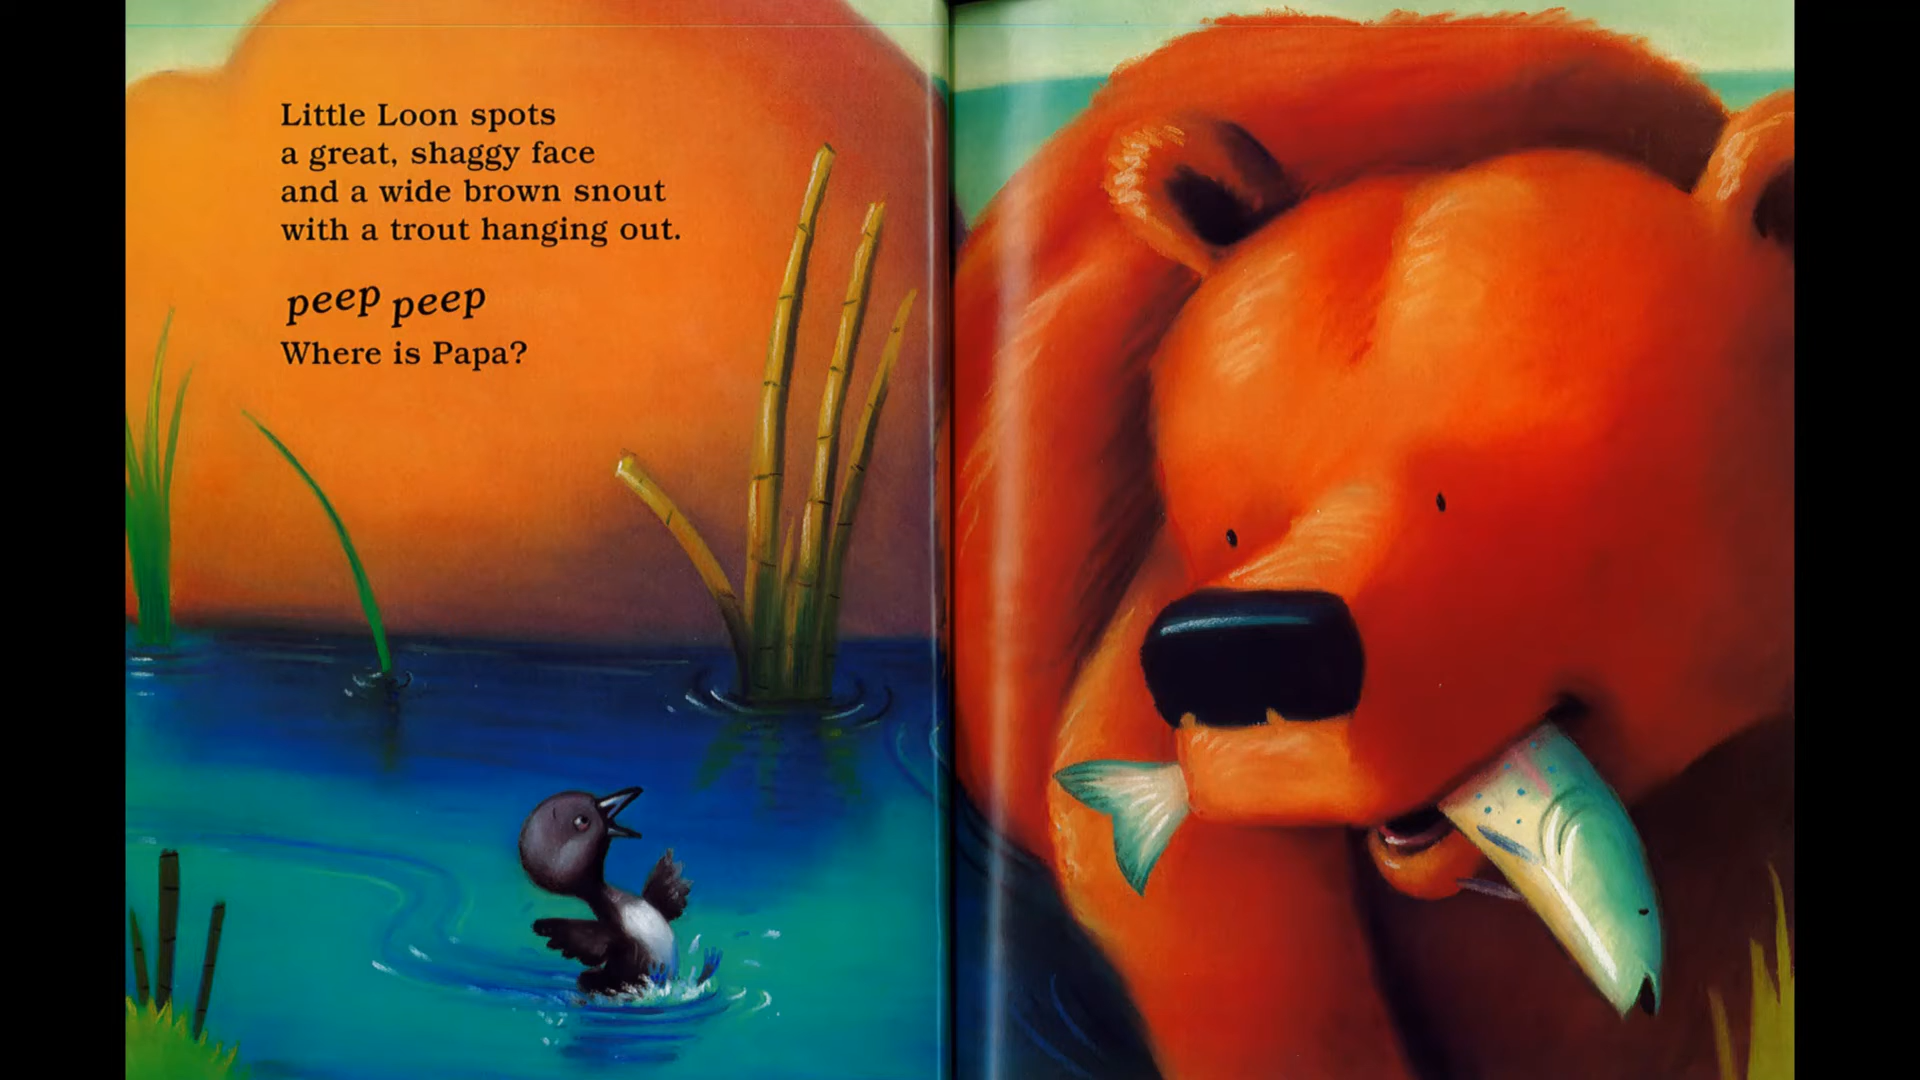 Little Loon spots
a great, shaggy face
and a wide brown snout
with a trout hanging out.
peep peep
Where is Papa?